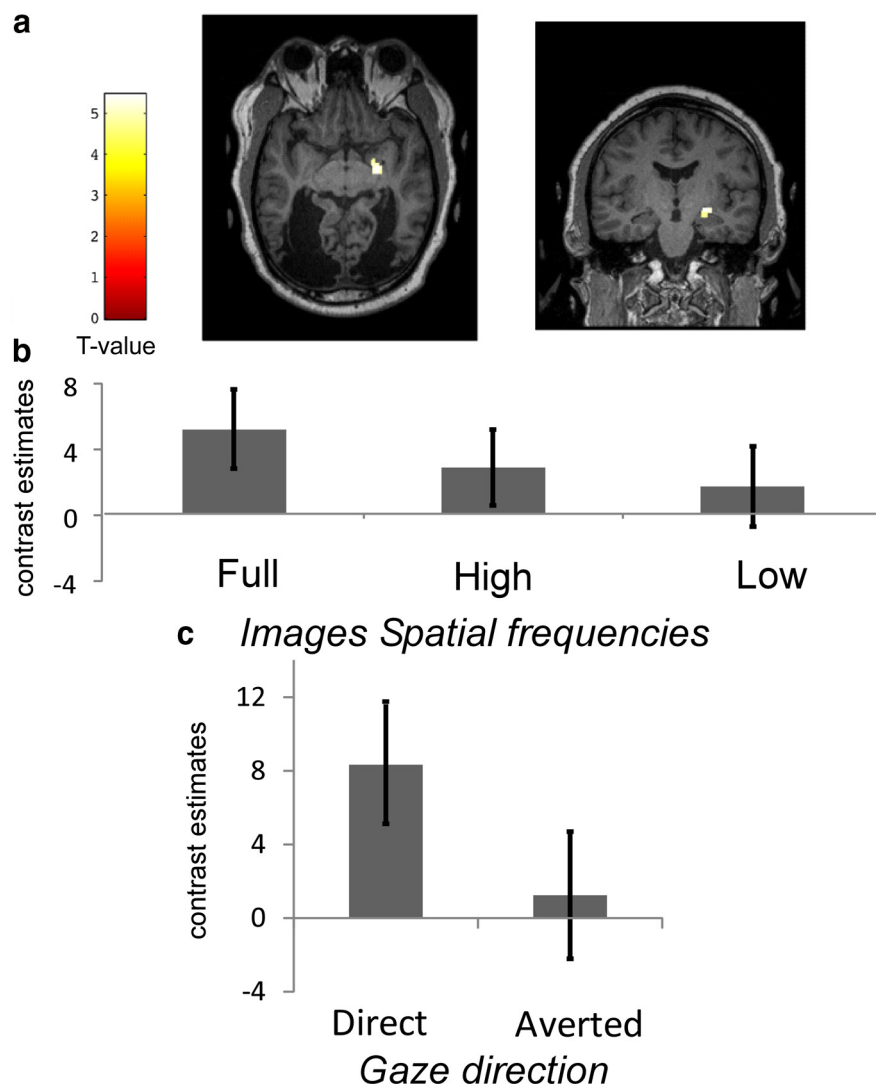 a
5
4
3
2
1
0
T-value
b
contrast estimates
8
4
0
-4
Full High Low
Images Spatial frequencies
c
contrast estimates
12
8
4
0
-4
Direct Averted
Gaze direction